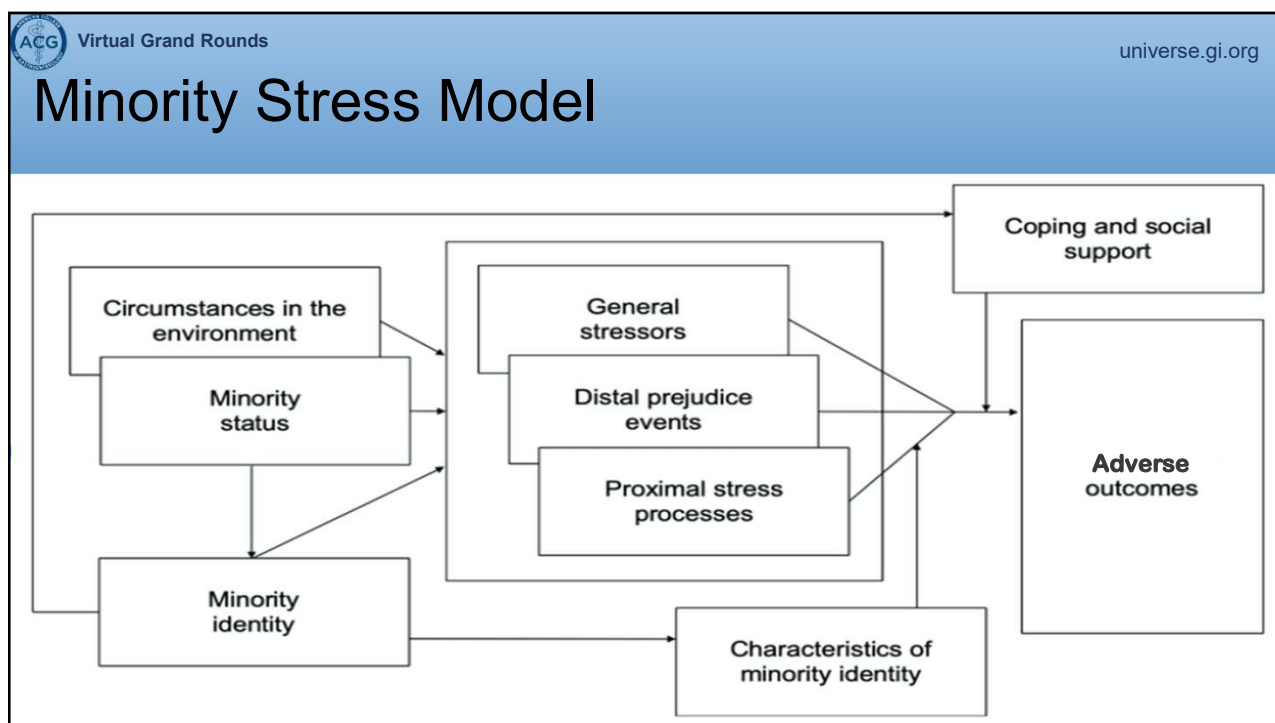 ACG
Virtual Grand Rounds
universe.gi.org
Minority Stress Model
Coping and social
support
Circumstances in the
environment
General
stressors
Minority
status
Distal prejudice
events
Adverse
outcomes
Proximal stress
processes
Minority
identity
Characteristics of
minority identity